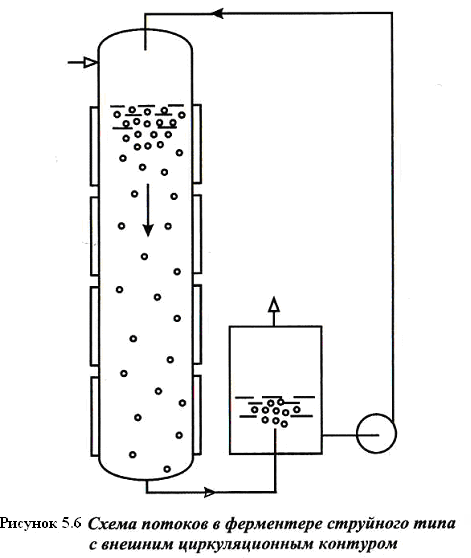 Рисунок 5.6 Схема потоков в ферментере струйного типа
с внешним циркуляционным контуром